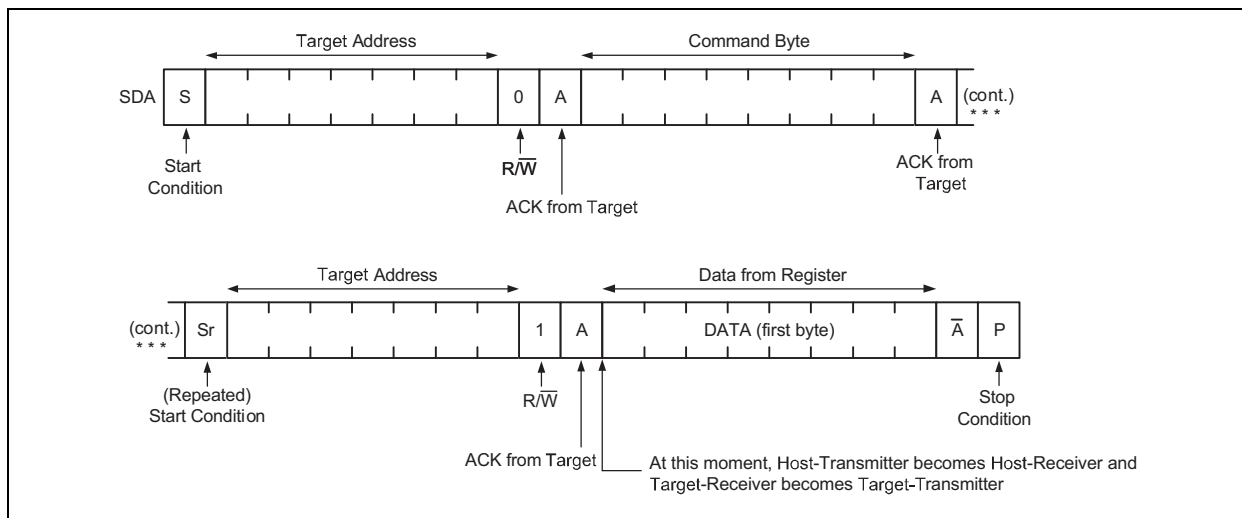 Target Address
Command Byte
SDA
S
0
A
A
(cont.)
* * *
Start
Condition
R/W̅
ACK from Target
ACK from
Target
Target Address
Data from Register
(cont.)
* * *
Sr
1
A
DATA (first byte)
A̅
P
(Repeated)
Start Condition
R/W̅
ACK from Target
Stop
Condition
At this moment, Host-Transmitter becomes Host-Receiver and
Target-Receiver becomes Target-Transmitter